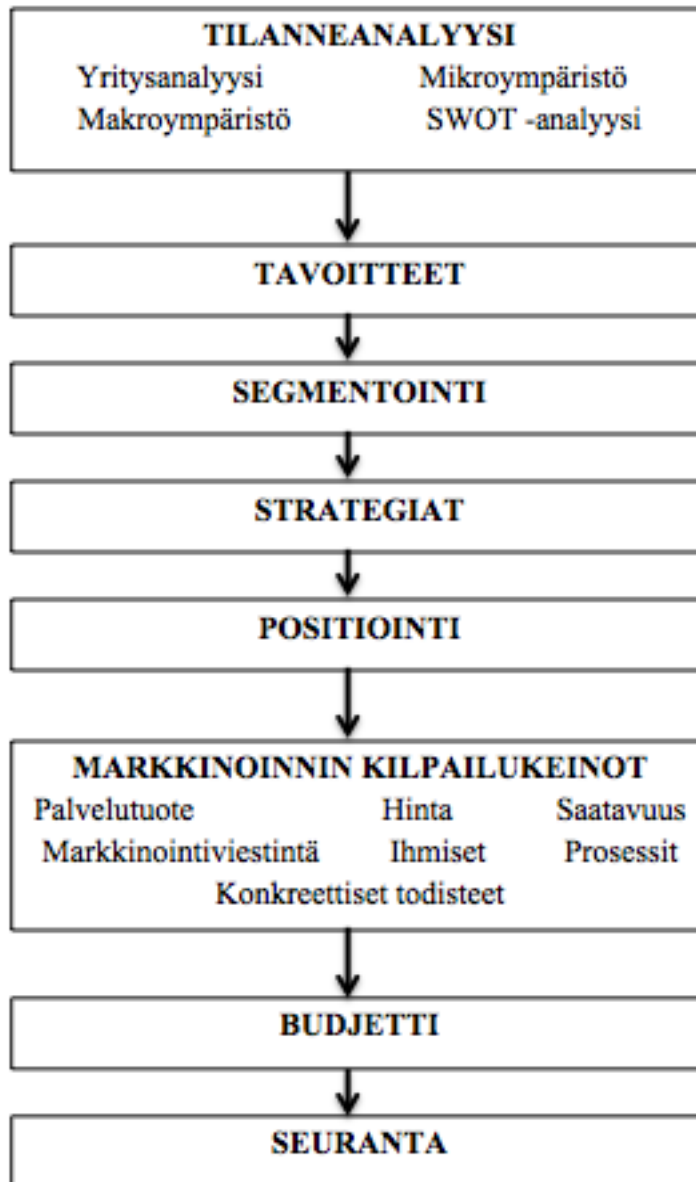 TILANNEANALYYSI
Yritysanalyysi Mikroympäristö
Makroympäristö SWOT -analyysi
TAVOITTEET
SEGMENTOINTI
STRATEGIAT
POSITIOINTI
MARKKINOINNIN KILPAILUKEINOT
Palvelutuote Hinta Saatavuus
Markkinointiviestintä Ihmiset Prosessit
Konkreettiset todisteet
BUDJETTI
SEURANTA